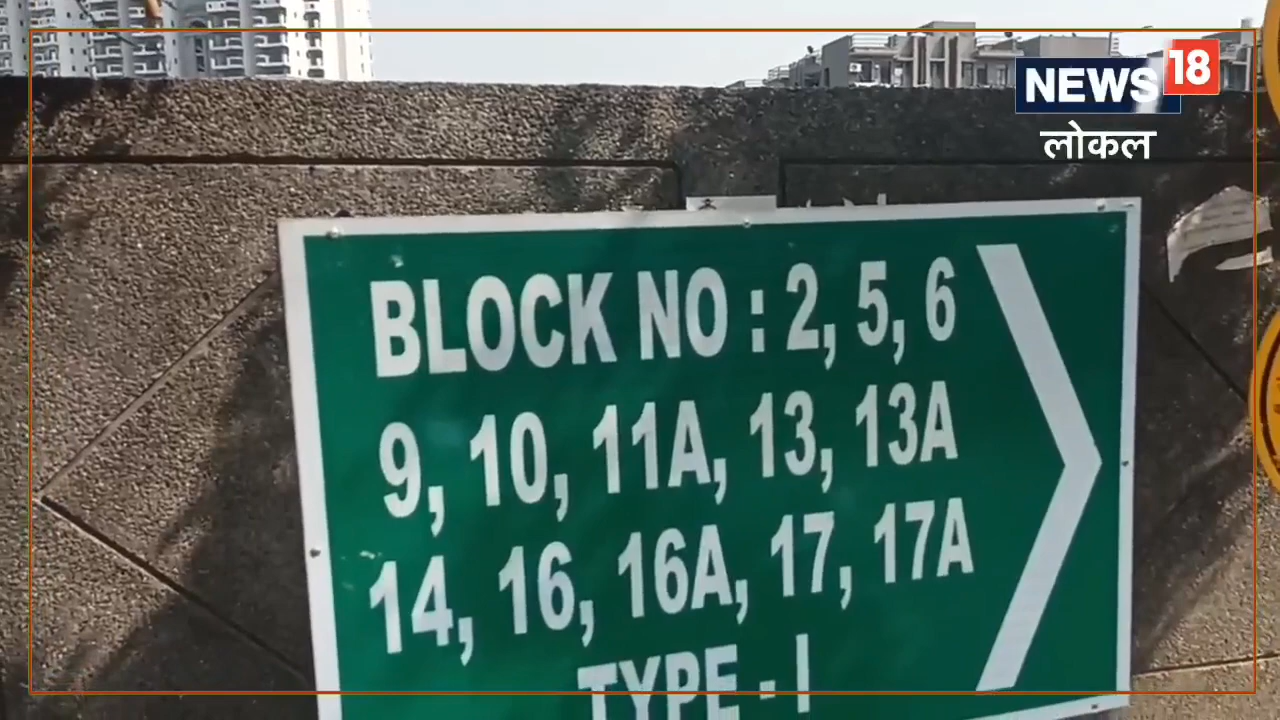 NEWS 18
लोकल
BLOCK NO : 2, 5, 6
9, 10, 11A, 13, 13A
14, 16, 16A, 17, 17A
TYPE - I